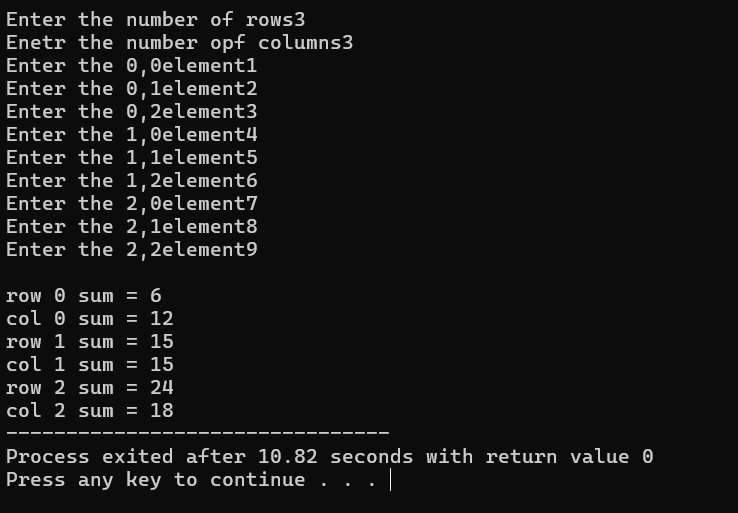 Enter the number of rows3
Enetr the number opf columns3
Enter the 0,0element1
Enter the 0,1element2
Enter the 0,2element3
Enter the 1,0element4
Enter the 1,1element5
Enter the 1,2element6
Enter the 2,0element7
Enter the 2,1element8
Enter the 2,2element9
row 0 sum = 6
col 0 sum = 12
row 1 sum = 15
col 1 sum = 15
row 2 sum = 24
col 2 sum = 18
--------------------------------
Process exited after 10.82 seconds with return value 0
Press any key to continue . . .